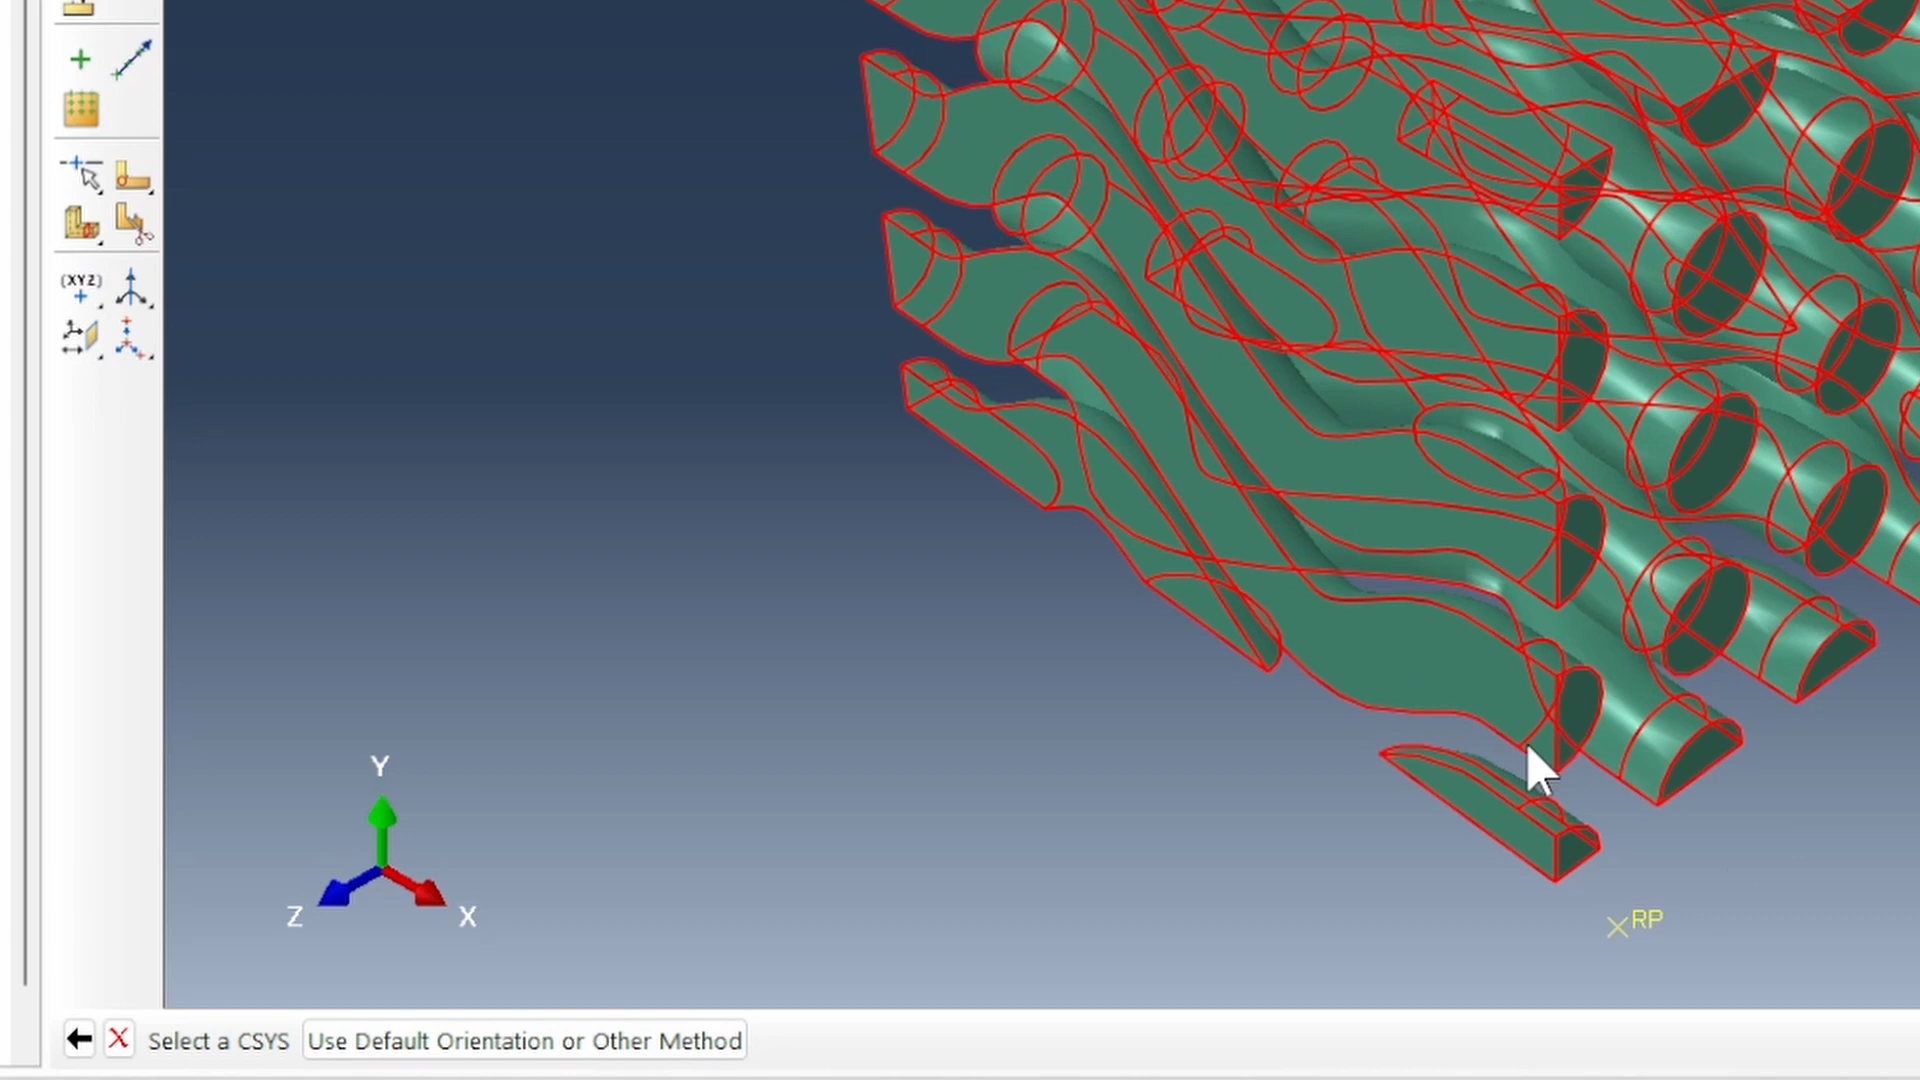 (XYZ)
Y
Z
X
RP
Select a CSYS
Use Default Orientation or Other Method